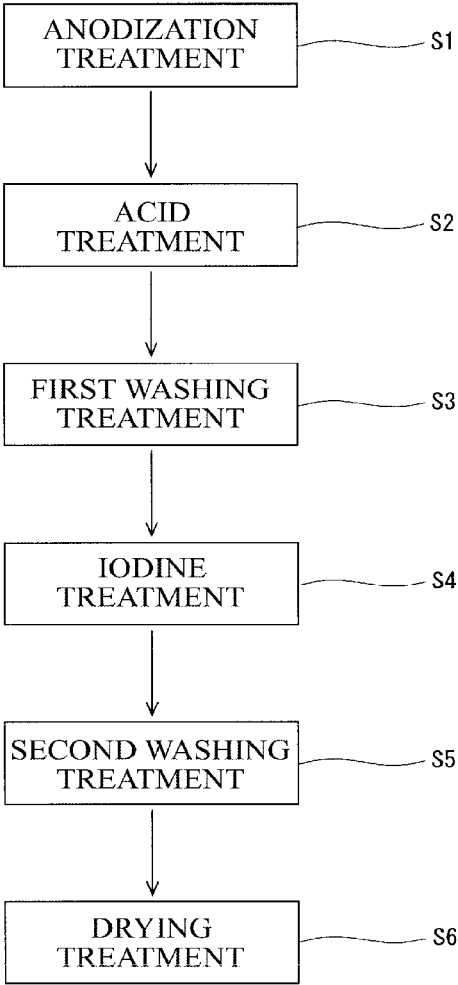 ANODIZATION
TREATMENT
S1
ACID
TREATMENT
S2
FIRST WASHING
TREATMENT
S3
IODINE
TREATMENT
S4
SECOND WASHING
TREATMENT
S5
DRYING
TREATMENT
S6